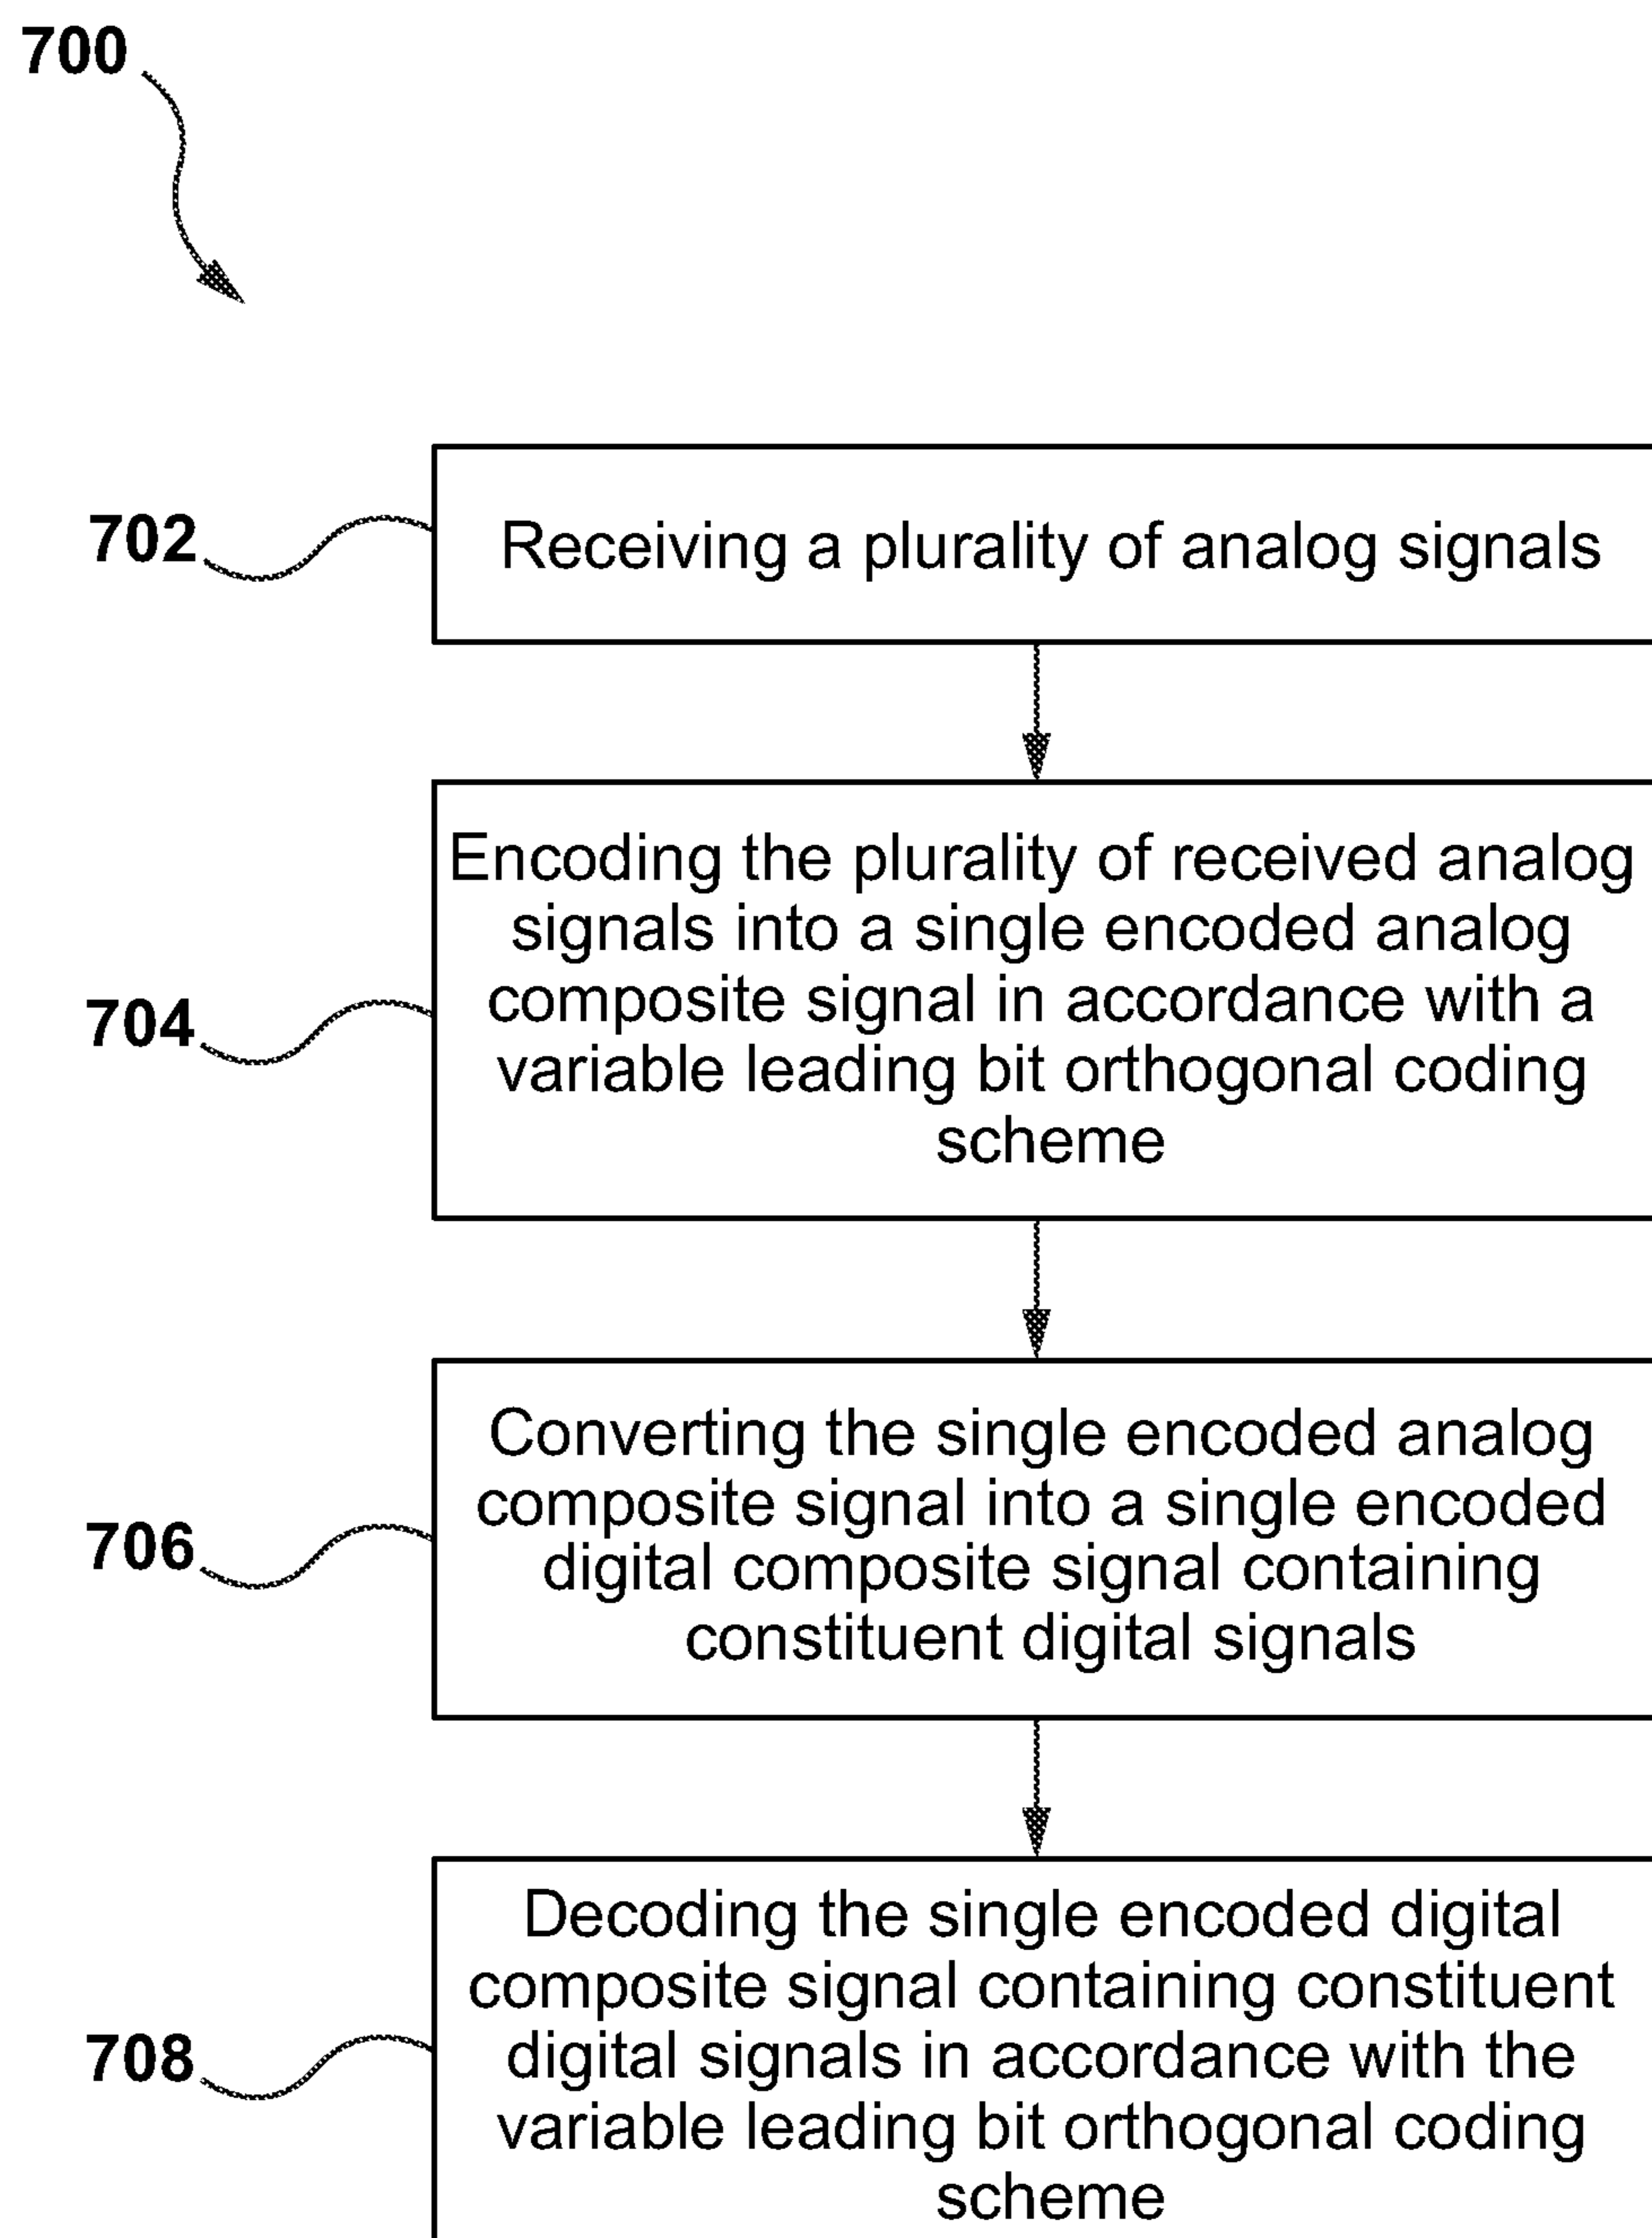 700
702
Receiving a plurality of analog signals
704
Encoding the plurality of received analog
signals into a single encoded analog
composite signal in accordance with a
variable leading bit orthogonal coding
scheme
706
Converting the single encoded analog
composite signal into a single encoded
digital composite signal containing
constituent digital signals
708
Decoding the single encoded digital
composite signal containing constituent
digital signals in accordance with the
variable leading bit orthogonal coding
scheme